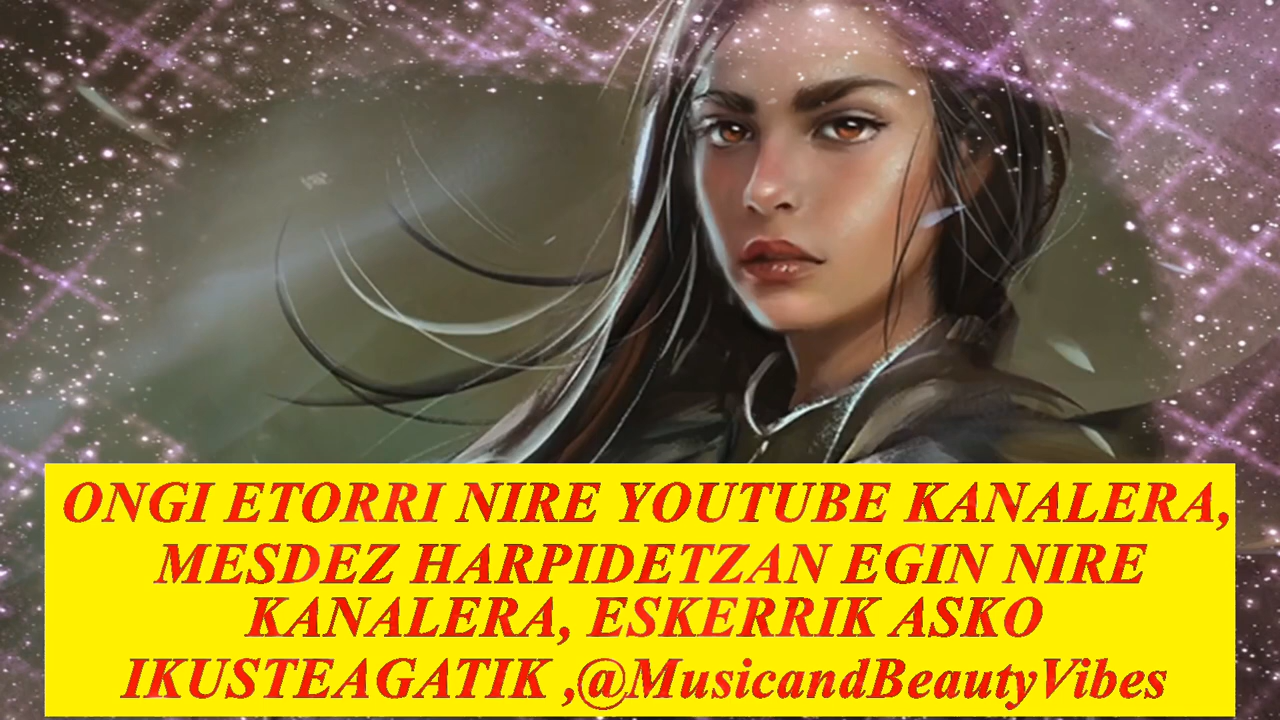 ONGI ETORRI NIRE YOUTUBE KANALERA,
MESDEZ HARPIDETZAN EGIN NIRE
KANALERA, ESKERRIK ASKO
IKUSTEAGATIK ,@MusicandBeautyVibes